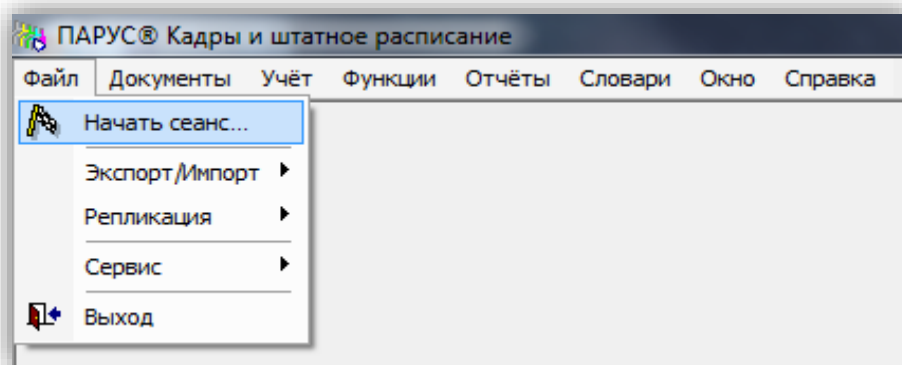 ПАРУС® Кадры и штатное расписание
Файл Документы Учёт Функции Отчёты Словари Окно Справка
Начать сеанс...
Экспорт/Импорт
Репликация
Сервис
Выход